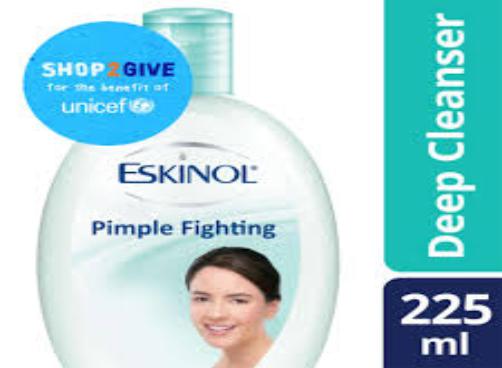 SHOP2GIVE
for the benefit of
unicef
ESKINOL®
Pimple Fighting
Deep Cleanser
225
ml